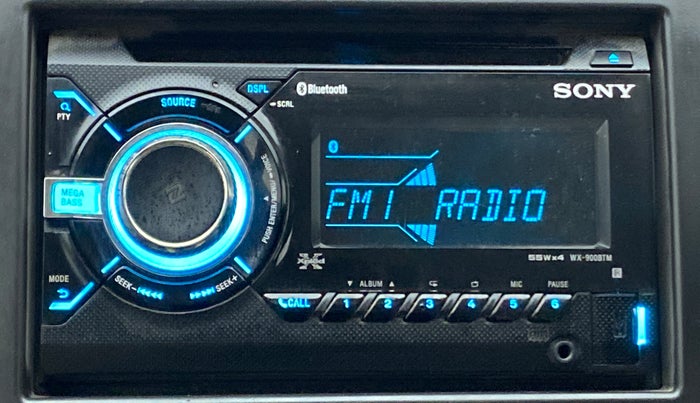 DSPL
Bluetooth
SONY
SOURCE
SCRL
PTY
MEGA
BASS
FM1 RADIO
PUSH ENTER/MENU
Xplod
55W×4 WX-900BTM
MODE
SEEK- SEEK+
ALBUM MIC PAUSE
CALL 1 2 3 4 5 6